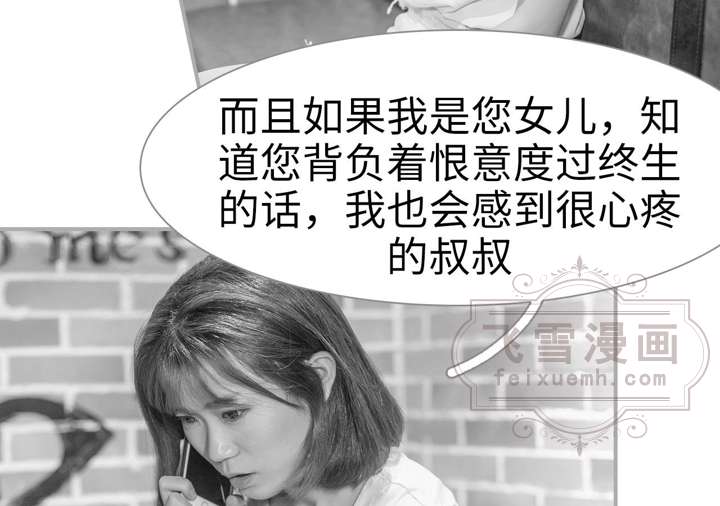 而且如果我是您女儿，知
道您背负着恨意度过终生
的话，我也会感到很心疼
的叔叔
飞雪漫画
feixuemh.com